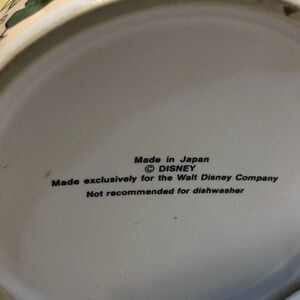 Made in Japan
© DISNEY
Made exclusively for the Walt Disney Company
Not recommended for dishwasher